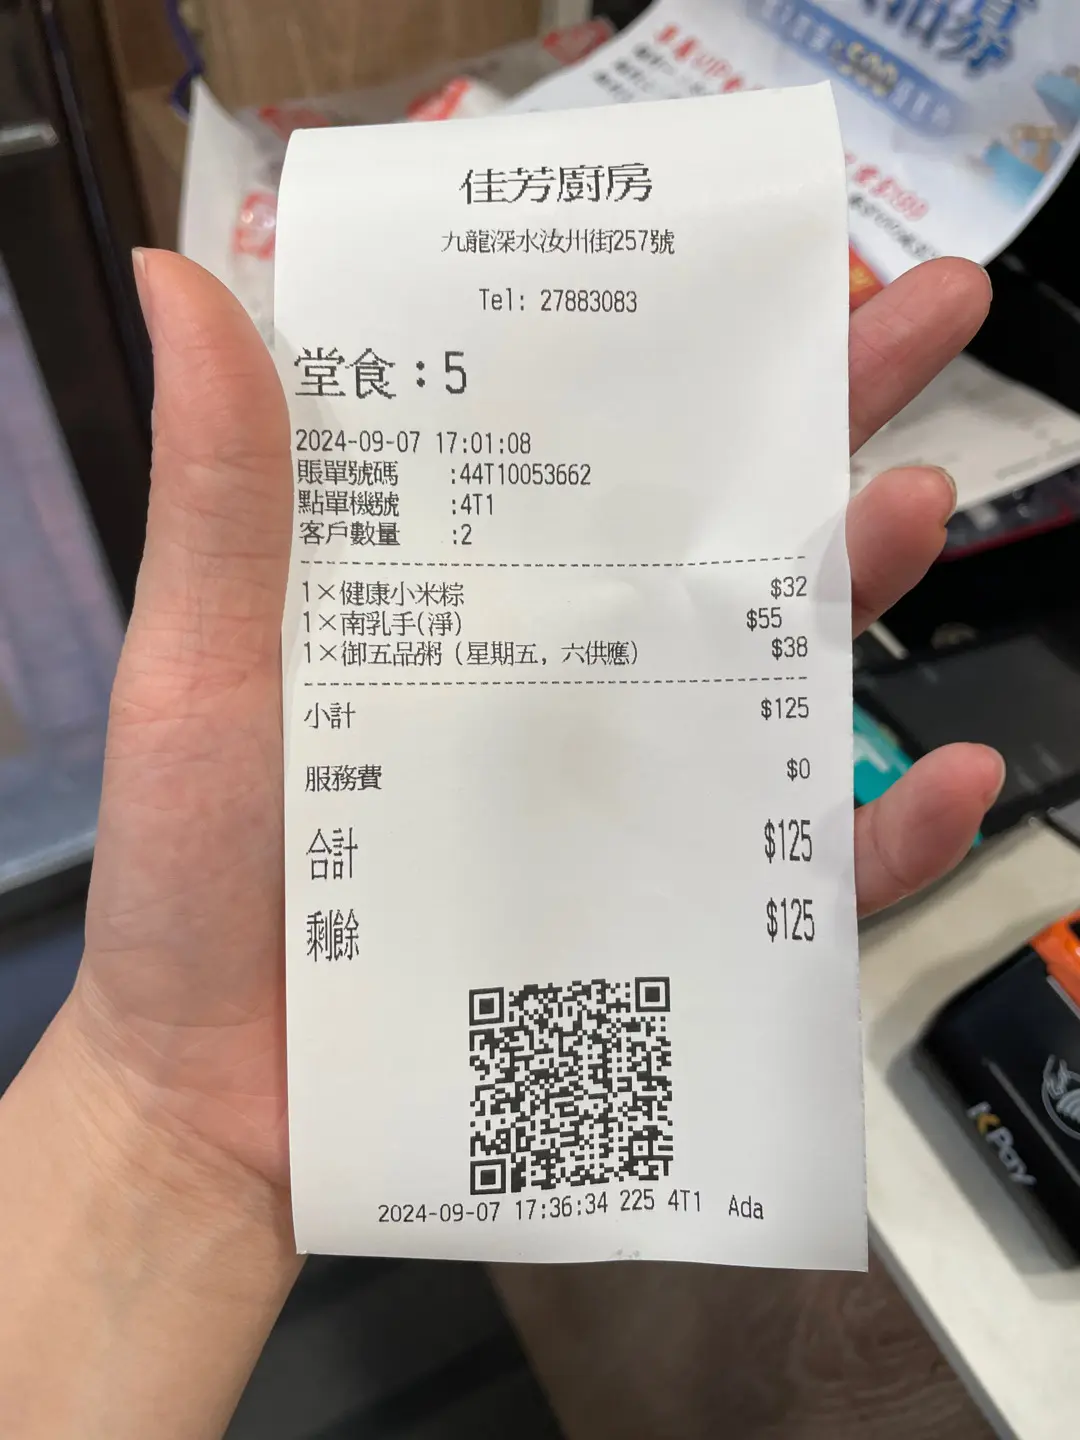 佳芳廚房
九龍深水汝州街257號
Tel: 27883083
堂食：5
2024-09-07 17:01:08
賬單號碼 :44T10053662
點單機號 :4T1
客戶數量 :2
1×健康小米粽 $32
1×南乳手(淨) $55
1×御五品粥（星期五，六供應） $38
小計 $125
服務費 $0
合計 $125
剩餘 $125
2024-09-07 17:36:34 225 4T1 Ada
KPay